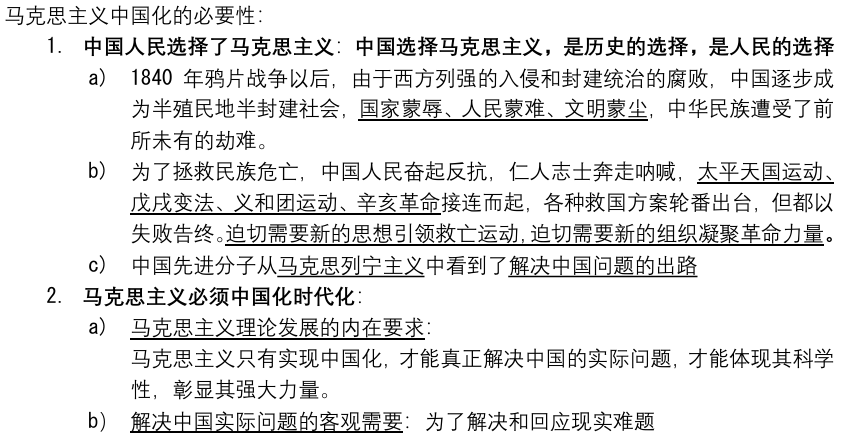 马克思主义中国化的必要性：
1. 中国人民选择了马克思主义：中国选择马克思主义，是历史的选择，是人民的选择
a) 1840 年鸦片战争以后，由于西方列强的入侵和封建统治的腐败，中国逐步成
为半殖民地半封建社会，国家蒙辱、人民蒙难、文明蒙尘，中华民族遭受了前
所未有的劫难。
b) 为了拯救民族危亡，中国人民奋起反抗，仁人志士奔走呐喊，太平天国运动、
戊戌变法、义和团运动、辛亥革命接连而起，各种救国方案轮番出台，但都以
失败告终。迫切需要新的思想引领救亡运动，迫切需要新的组织凝聚革命力量。
c) 中国先进分子从马克思列宁主义中看到了解决中国问题的出路
2. 马克思主义必须中国化时代化：
a) 马克思主义理论发展的内在要求：
马克思主义只有实现中国化，才能真正解决中国的实际问题，才能体现其科学
性，彰显其强大力量。
b) 解决中国实际问题的客观需要：为了解决和回应现实难题